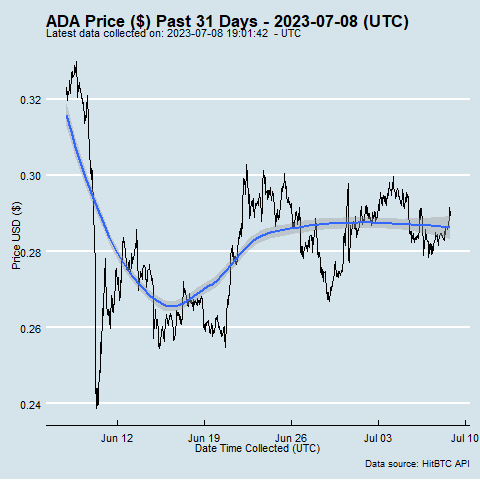 ADA Price ($) Past 31 Days - 2023-07-08 (UTC)
Latest data collected on: 2023-07-08 19:01:42 - UTC
Price USD ($)
0.32
0.30
0.28
0.26
0.24
Jun 12 Jun 19 Jun 26 Jul 03 Jul 10
Date Time Collected (UTC)
Data source: HitBTC API